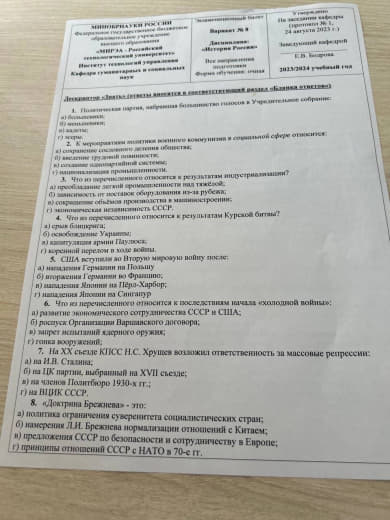 МИНОБРНАУКИ РОССИИ
Федеральное государственное бюджетное
образовательное учреждение
высшего образования
«МИРЭА – Российский
технологический университет»
Институт технологий управления
Кафедра гуманитарных и социальных
наук
Экзаменационный билет
Вариант № 8
Дисциплина:
«История России»
Все направления
подготовки
Форма обучения: очная
Утверждено
На заседании кафедры
(протокол № 1,
24 августа 2023 г.)
Заведующий кафедрой
Е.В. Бодрова
2023/2024 учебный год
Дескриптор «Знать» (ответы вносятся в соответствующий раздел «Бланка ответов»):
1. Политическая партия, набравшая большинство голосов в Учредительное собрание:
а) большевики;
б) меньшевики;
в) кадеты;
г) эсеры.
2. К мероприятиям политики военного коммунизма в социальной сфере относится:
а) сохранение сословного деления общества;
б) введение трудовой повинности;
в) создание однопартийной системы;
г) национализация промышленности.
3. Что из перечисленного относится к результатам индустриализации?
а) преобладание легкой промышленности над тяжёлой;
б) зависимость от поставок оборудования из-за рубежа;
в) сокращение объёмов производства в машиностроении;
г) экономическая независимость СССР.
4. Что из перечисленного относится к результатам Курской битвы?
а) срыв блицкрига;
б) освобождение Украины;
в) капитуляция армии Паулюса;
г) коренной перелом в ходе войны.
5. США вступили во Вторую мировую войну после:
а) нападения Германии на Польшу
б) вторжения Германии во Францию;
в) нападения Японии на Пёрл-Харбор;
г) нападения Японии на Сингапур
6. Что из перечисленного относится к последствиям начала «холодной войны»:
а) развитие экономического сотрудничества СССР и США;
б) роспуск Организации Варшавского договора;
в) запрет испытаний ядерного оружия;
г) гонка вооружений;
7. На XX съезде КПСС Н.С. Хрущев возложил ответственность за массовые репрессии:
а) на И.В. Сталина;
б) на ЦК партии, выбранный на XVII съезде;
в) на членов Политбюро 1930-х гг.;
г) на ВЦИК СССР.
8. «Доктрина Брежнева» - это:
а) политика ограничения суверенитета социалистических стран;
б) намерения Л.И. Брежнева нормализации отношений с Китаем;
в) предложения СССР по безопасности и сотрудничеству в Европе;
г) принципы отношений СССР с НАТО в 70-е гг.